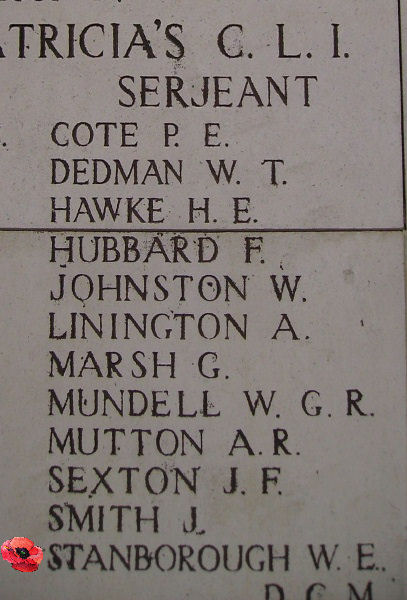 ATRICIA'S C. L. I.
SERJEANT
COTE P. E.
DEDMAN W. T.
HAWKE H. E.
HUBBARD F.
JOHNSTON W.
LININGTON A.
MARSH G.
MUNDELL W. G. R.
MUTTON A. R.
SEXTON J. F.
SMITH J.
STANBOROUGH W. E.,
D. C. M.